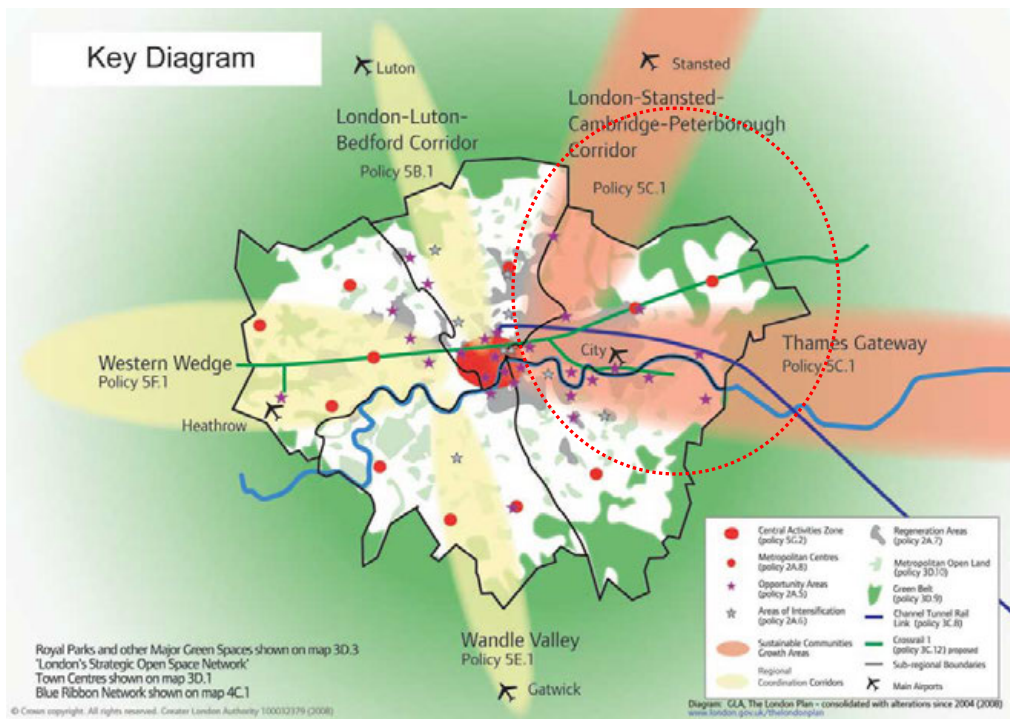 Key Diagram
Luton
Stansted
London-Luton-
Bedford Corridor
Policy 5B.1
London-Stansted-
Cambridge-Peterborough
Corridor
Policy 5C.1
Western Wedge
Policy 5F.1
Heathrow
City
Thames Gateway
Policy 5C.1
Wandle Valley
Policy 5E.1
Gatwick
Central Activities Zone
(policy 5G.2)
Metropolitan Centres
(policy 2A.8)
Opportunity Areas
(policy 2A.5)
Areas of Intensification
(policy 2A.6)
Sustainable Communities
Growth Areas
Regional
Coordination Corridors
Regeneration Areas
(policy 2A.7)
Metropolitan Open Land
(policy 3D.10)
Green Belt
(policy 3D.9)
Channel Tunnel Rail
Link (policy 3C.8)
Crossrail 1
(policy 3C.12) proposed
Sub-regional Boundaries
Main Airports
Royal Parks and other Major Green Spaces shown on map 3D.3
'London's Strategic Open Space Network'
Town Centres shown on map 3D.1
Blue Ribbon Network shown on map 4C.1
© Crown copyright. All rights reserved. Greater London Authority 100032379 (2008)
Diagram: GLA, The London Plan - consolidated with alterations since 2004 (2008)
www.london.gov.uk/thelondonplan